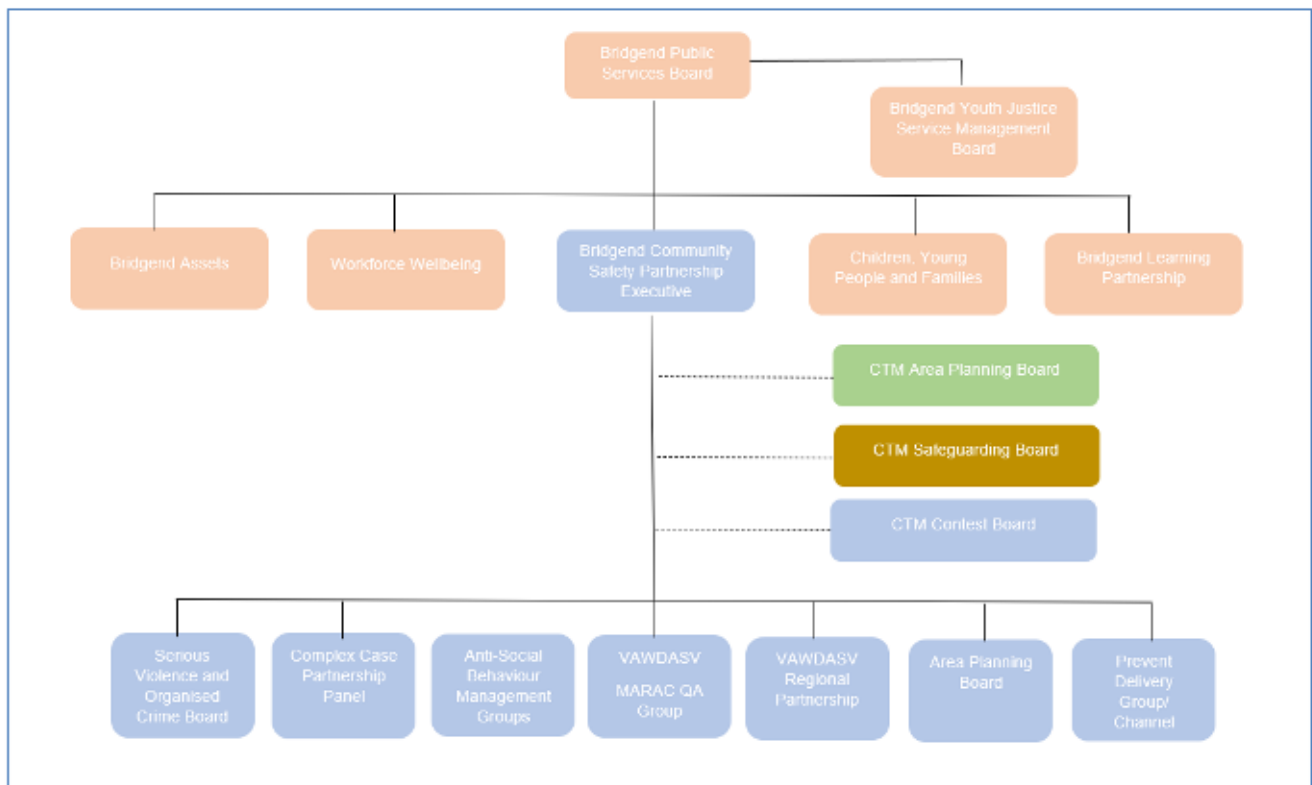 Bridgend Public
Services Board
Bridgend Youth Justice
Service Management
Board
Bridgend Assets
Workforce Wellbeing
Bridgend Community
Safety Partnership
Executive
Children, Young
People and Families
Bridgend Learning
Partnership
CTM Area Planning Board
CTM Safeguarding Board
CTM Contest Board
Serious
Violence and
Organised
Crime Board
Complex Case
Partnership
Panel
Anti-Social
Behaviour
Management
Groups
VAWDASV
MARAC QA
Group
VAWDASV
Regional
Partnership
Area Planning
Board
Prevent
Delivery
Group/
Channel